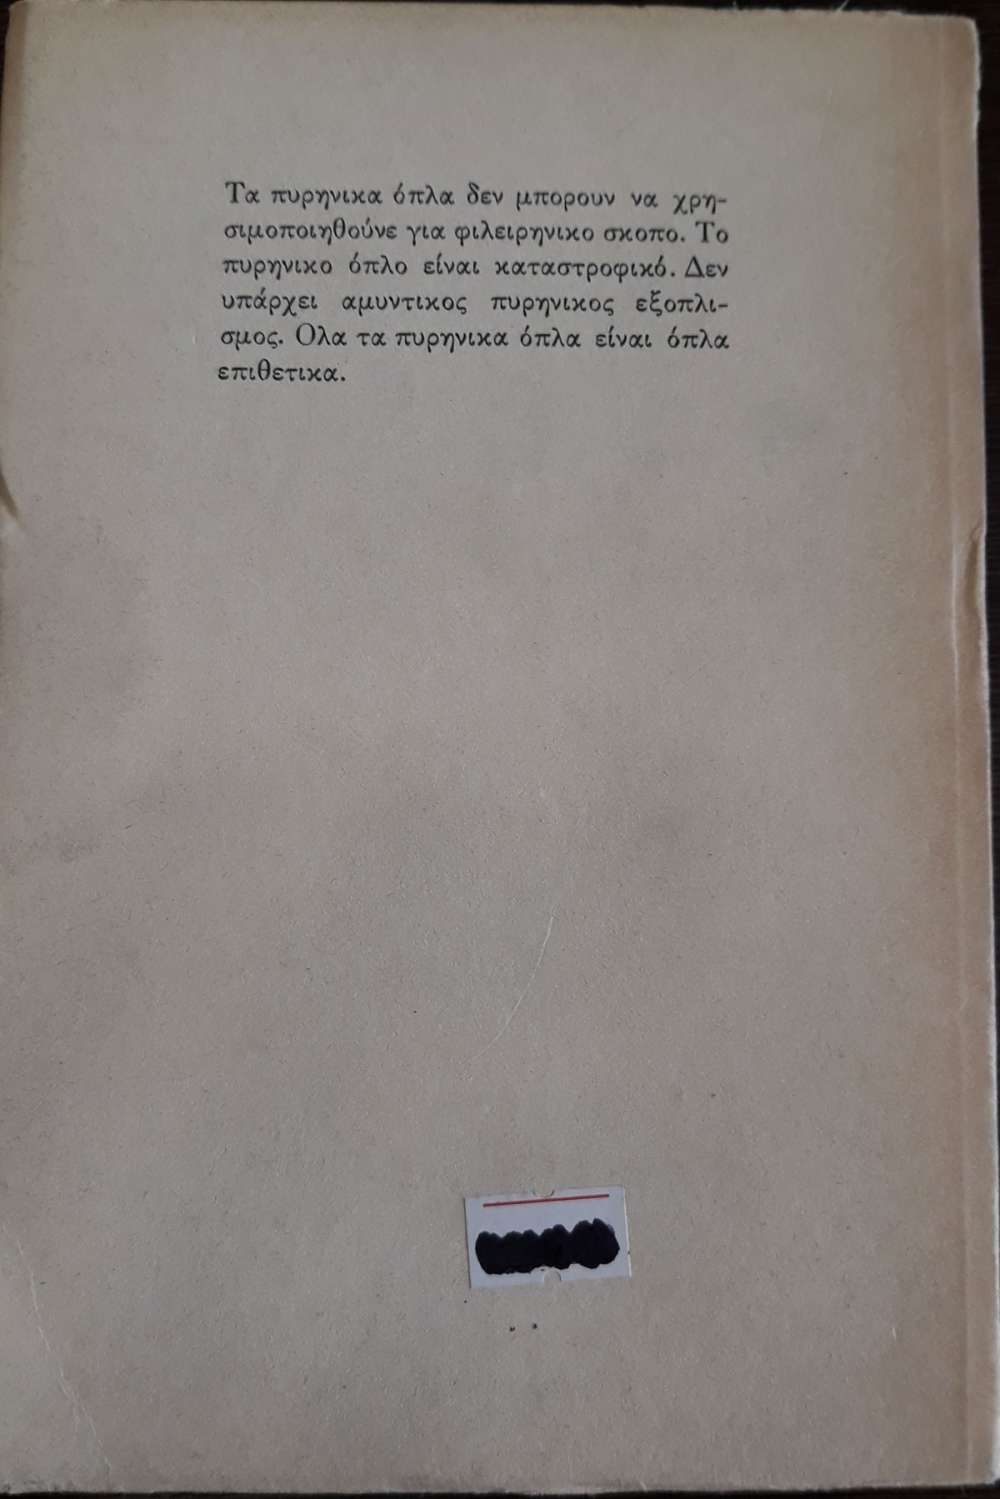 Τα πυρηνικα όπλα δεν μπορουν να χρη-
σιμοποιηθούνε για φιλειρηνικο σκοπο. Το
πυρηνικο όπλο είναι καταστροφικό. Δεν
υπάρχει αμυντικος πυρηνικος εξοπλι-
σμος. Ολα τα πυρηνικα όπλα είναι όπλα
επιθετικα.